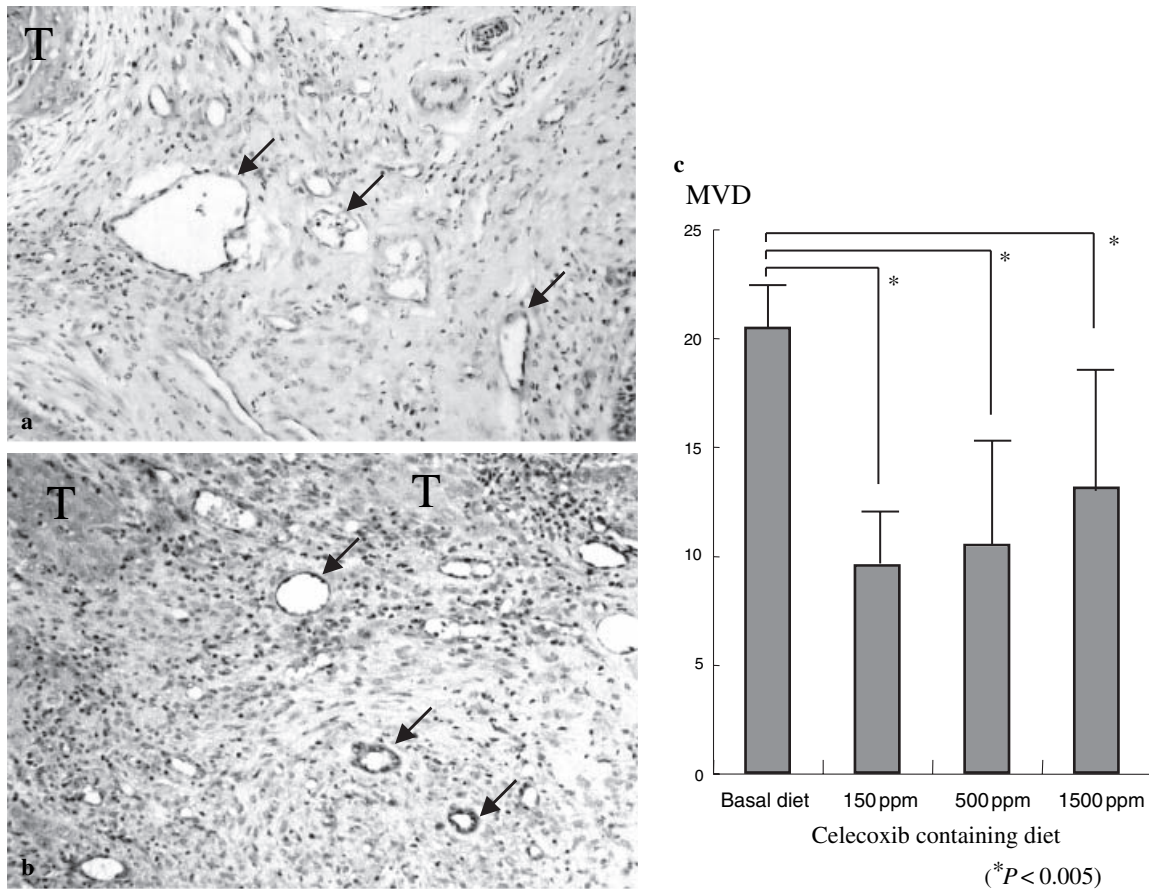 T
a
T T
b
c
MVD
25
20
15
10
5
0
*
*
*
Basal diet 150 ppm 500 ppm 1500 ppm
Celecoxib containing diet
(*P < 0.005)